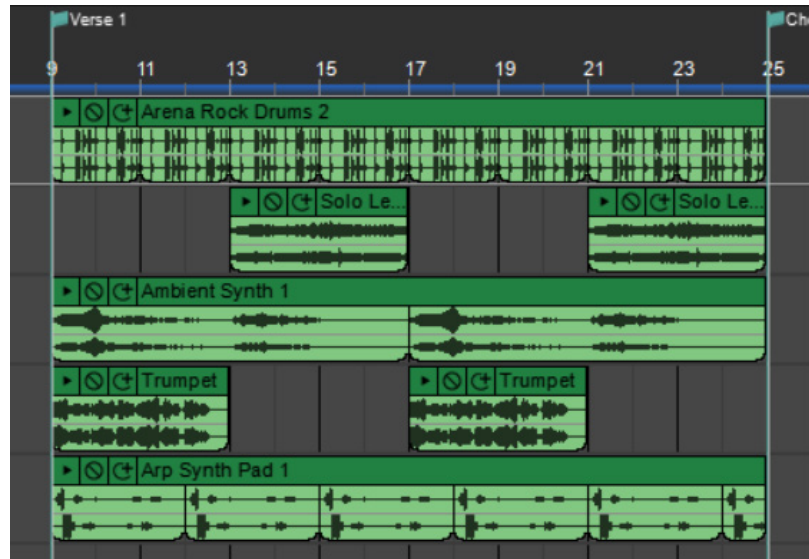 Verse 1
Ch
9 11 13 15 17 19 21 23 25
Arena Rock Drums 2
Solo Le... Solo Le...
Ambient Synth 1
Trumpet Trumpet
Arp Synth Pad 1